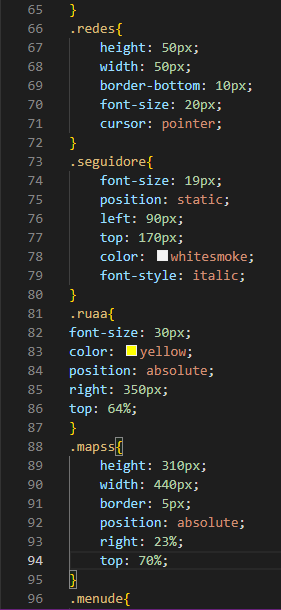 65 }
66 .redes{
67 height: 50px;
68 width: 50px;
69 border-bottom: 10px;
70 font-size: 20px;
71 cursor: pointer;
72 }
73 .seguidore{
74 font-size: 19px;
75 position: static;
76 left: 90px;
77 top: 170px;
78 color: whitesmoke;
79 font-style: italic;
80 }
81 .ruaa{
82 font-size: 30px;
83 color: yellow;
84 position: absolute;
85 right: 350px;
86 top: 64%;
87 }
88 .mapss{
89 height: 310px;
90 width: 440px;
91 border: 5px;
92 position: absolute;
93 right: 23%;
94 top: 70%;
95 }
96 .menude{